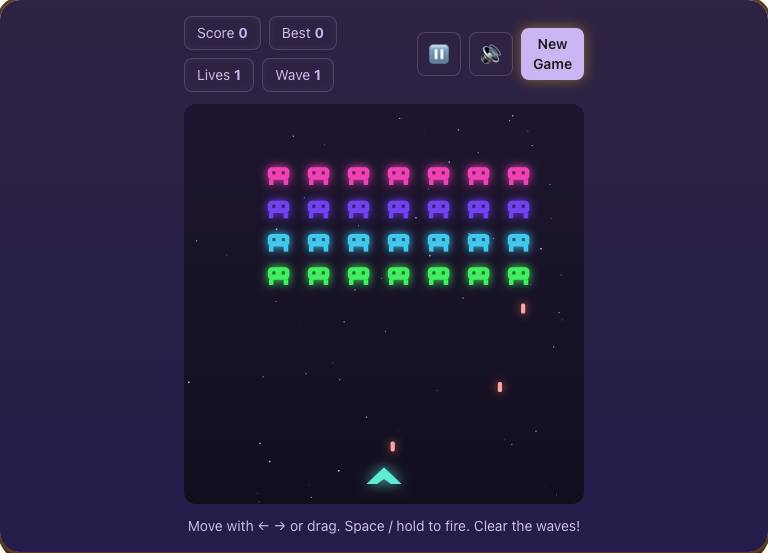 Score 0
Best 0
Lives 1
Wave 1
New
Game
Move with ← → or drag. Space / hold to fire. Clear the waves!